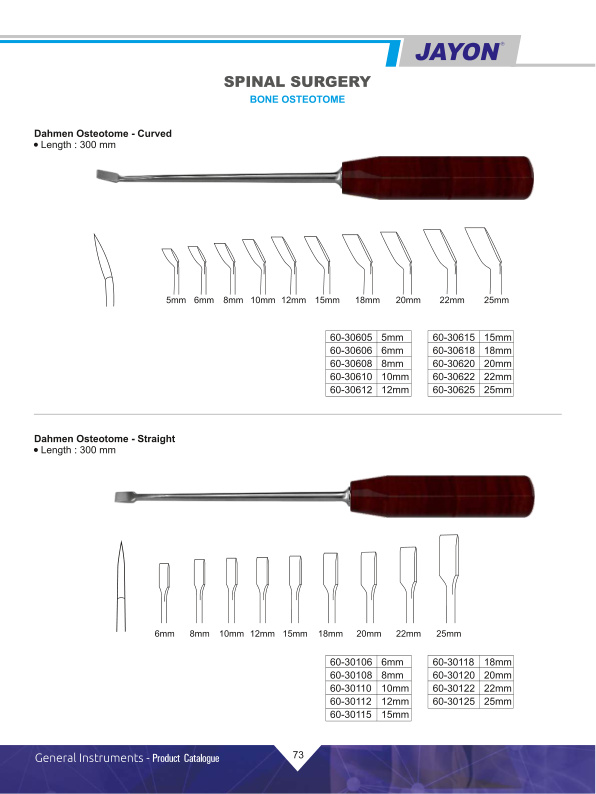 JAYON®
SPINAL SURGERY
BONE OSTEOTOME
Dahmen Osteotome - Curved
• Length : 300 mm
5mm 6mm 8mm 10mm 12mm 15mm 18mm 20mm 22mm 25mm
60-30605 5mm 60-30615 15mm
60-30606 6mm 60-30618 18mm
60-30608 8mm 60-30620 20mm
60-30610 10mm 60-30622 22mm
60-30612 12mm 60-30625 25mm
Dahmen Osteotome - Straight
• Length : 300 mm
6mm 8mm 10mm 12mm 15mm 18mm 20mm 22mm 25mm
60-30106 6mm 60-30118 18mm
60-30108 8mm 60-30120 20mm
60-30110 10mm 60-30122 22mm
60-30112 12mm 60-30125 25mm
60-30115 15mm
General Instruments - Product Catalogue
73